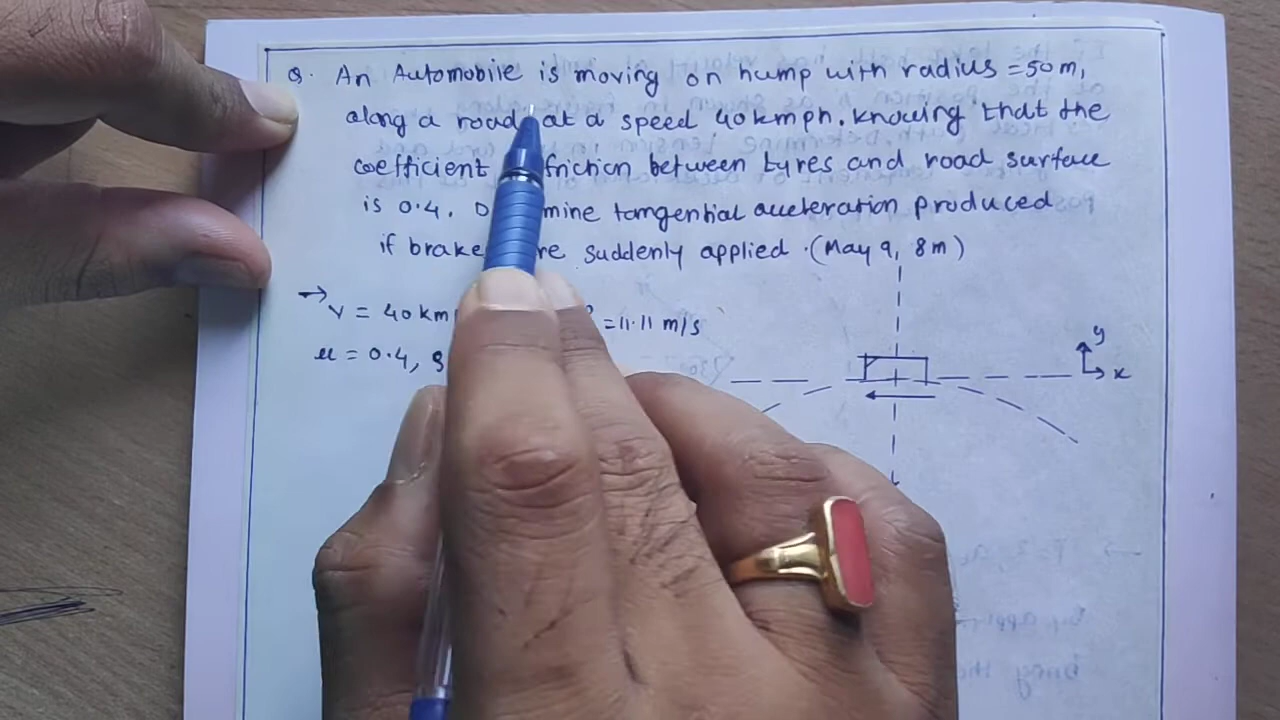 Q. An Automobile is moving on hump with radius = 50m,
along a road at a speed 40 kmph. knowing that the
coefficient friction between tyres and road surface
is 0.4. D mine tangential acceleration produced
if brake re suddenly applied. (May 9, 8m)
→ v = 40 km = 11.11 m/s
μ = 0.4, S
y
x